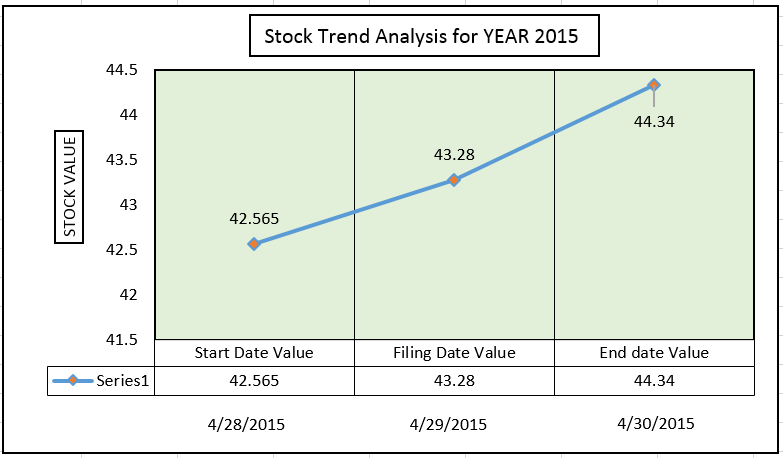 Stock Trend Analysis for YEAR 2015
STOCK VALUE
44.5
44
43.5
43
42.5
42
41.5
42.565
43.28
44.34
Start Date Value Filing Date Value End date Value
Series1 42.565 43.28 44.34
4/28/2015 4/29/2015 4/30/2015